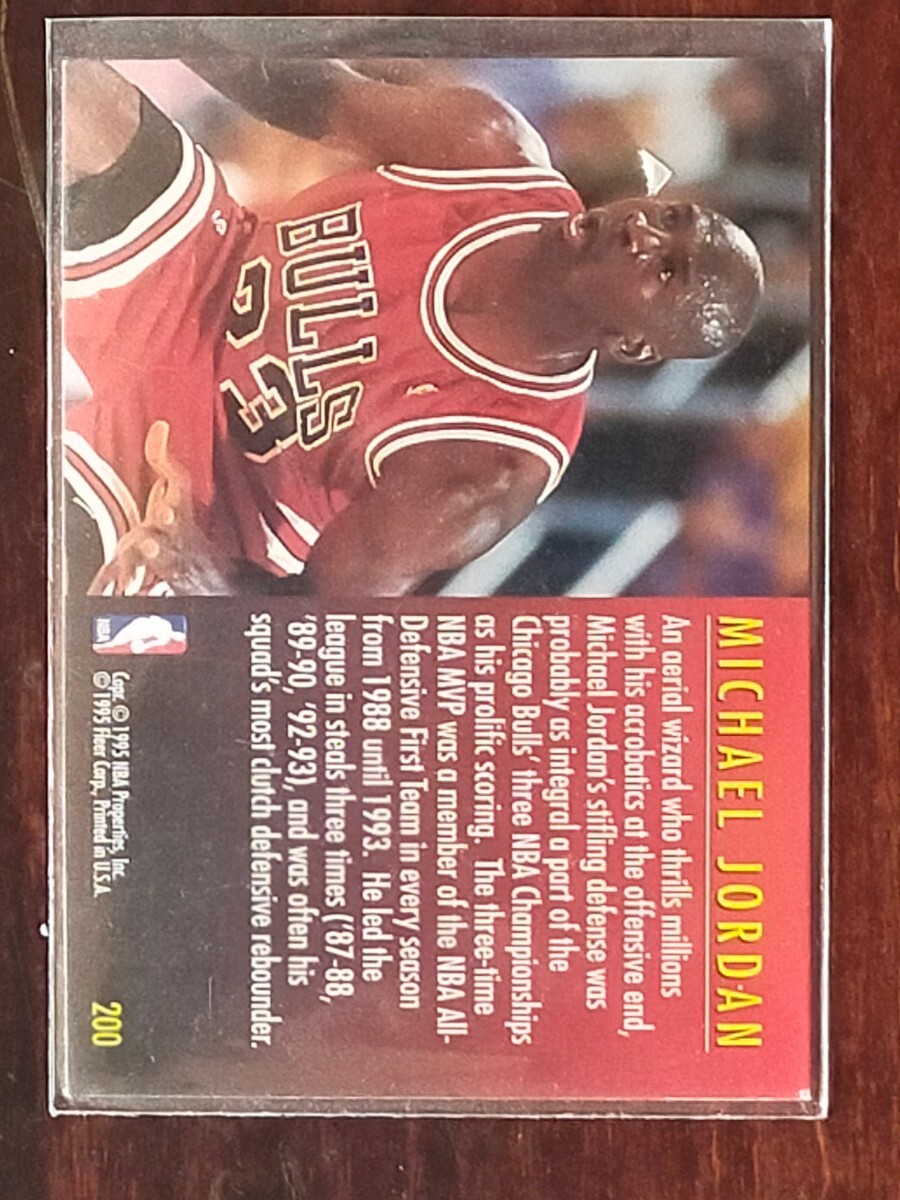 MICHAEL JORDAN
An aerial wizard who thrills millions
with his acrobatics at the offensive end,
Michael Jordan's stifling defense was
probably as integral a part of the
Chicago Bulls' three NBA Championships
as his prolific scoring. The three-time
NBA MVP was a member of the NBA All-
Defensive First Team in every season
from 1988 until 1993. He led the
league in steals three times ('87-88,
'89-90, '92-93), and was often his
squad's most clutch defensive rebounder.
NBA
Copr. © 1995 NBA Properties, Inc.
© 1995 Fleer Corp., Printed in U.S.A.
200
BULLS
23